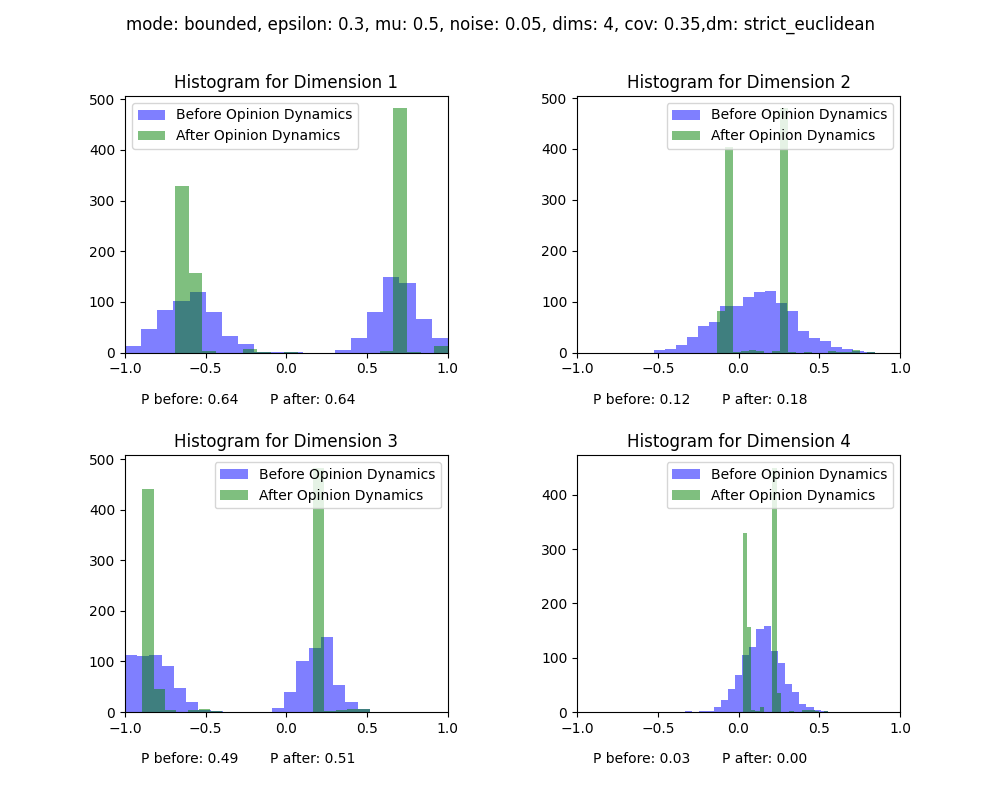 mode: bounded, epsilon: 0.3, mu: 0.5, noise: 0.05, dims: 4, cov: 0.35,dm: strict_euclidean
Histogram for Dimension 1
Before Opinion Dynamics
After Opinion Dynamics
500
400
300
200
100
0
−1.0 −0.5 0.0 0.5 1.0
P before: 0.64 P after: 0.64
Histogram for Dimension 2
Before Opinion Dynamics
After Opinion Dynamics
500
400
300
200
100
0
−1.0 −0.5 0.0 0.5 1.0
P before: 0.12 P after: 0.18
Histogram for Dimension 3
Before Opinion Dynamics
After Opinion Dynamics
500
400
300
200
100
0
−1.0 −0.5 0.0 0.5 1.0
P before: 0.49 P after: 0.51
Histogram for Dimension 4
Before Opinion Dynamics
After Opinion Dynamics
400
300
200
100
0
−1.0 −0.5 0.0 0.5 1.0
P before: 0.03 P after: 0.00